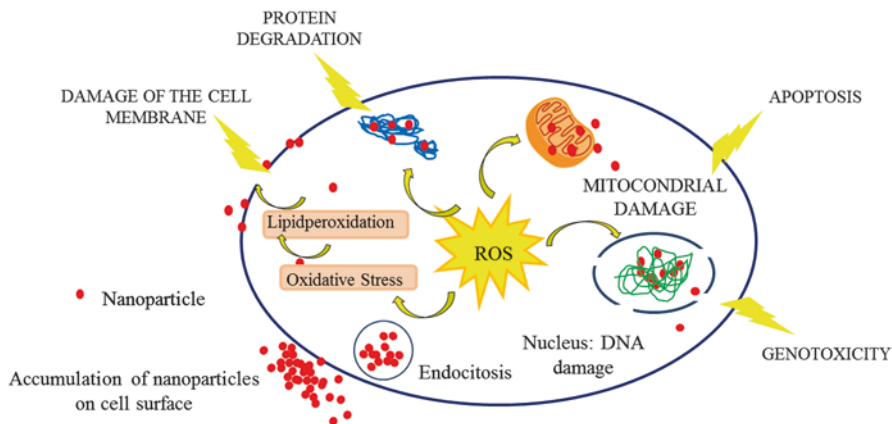 PROTEIN
DEGRADATION
DAMAGE OF THE CELL
MEMBRANE
APOPTOSIS
MITOCONDRIAL
DAMAGE
Lipidperoxidation
ROS
Oxidative Stress
Nanoparticle
Nucleus: DNA
damage
GENOTOXICITY
Endocitosis
Accumulation of nanoparticles
on cell surface